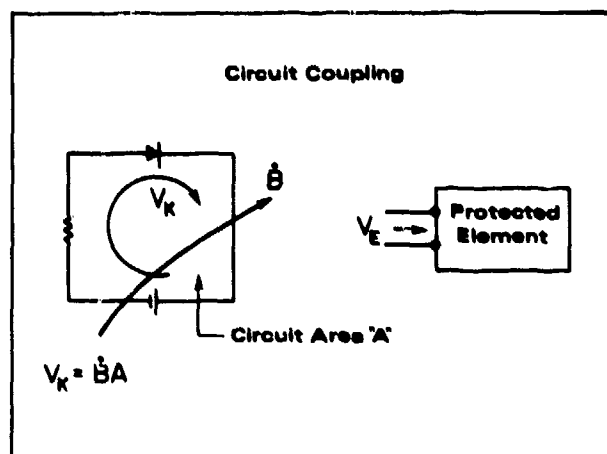 Circuit Coupling
Ḃ
V_K
V_E
Protected
Element
Circuit Area "A"
V_K = ḂA